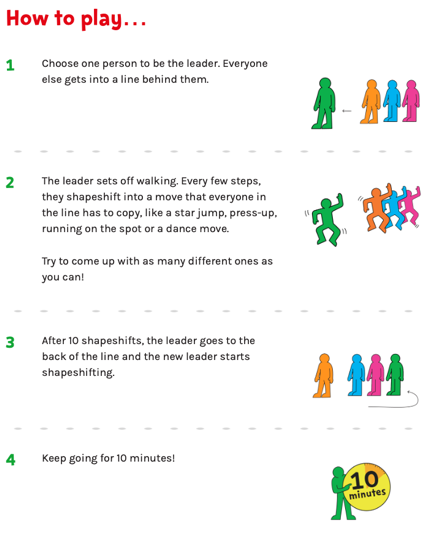 How to play...
1
Choose one person to be the leader. Everyone
else gets into a line behind them.
2
The leader sets off walking. Every few steps,
they shapeshift into a move that everyone in
the line has to copy, like a star jump, press-up,
running on the spot or a dance move.
Try to come up with as many different ones as
you can!
3
After 10 shapeshifts, the leader goes to the
back of the line and the new leader starts
shapeshifting.
4
Keep going for 10 minutes!
10
minutes